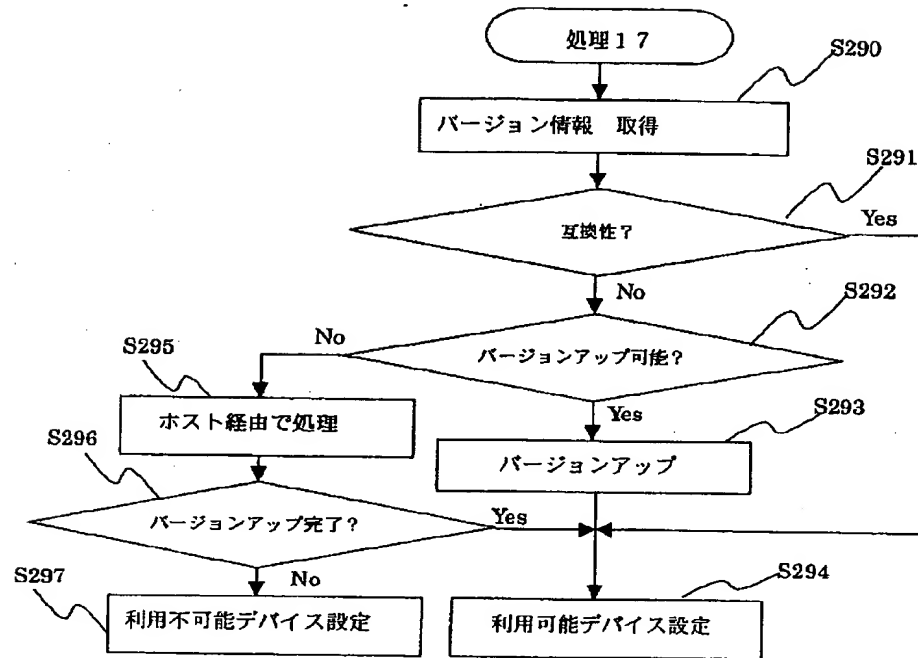 処理17
S290
バージョン情報　取得
S291
互換性?
Yes
No
S292
バージョンアップ可能?
No
S295
Yes
S293
ホスト経由で処理
バージョンアップ
S296
バージョンアップ完了?
Yes
No
S297
S294
利用不可能デバイス設定
利用可能デバイス設定